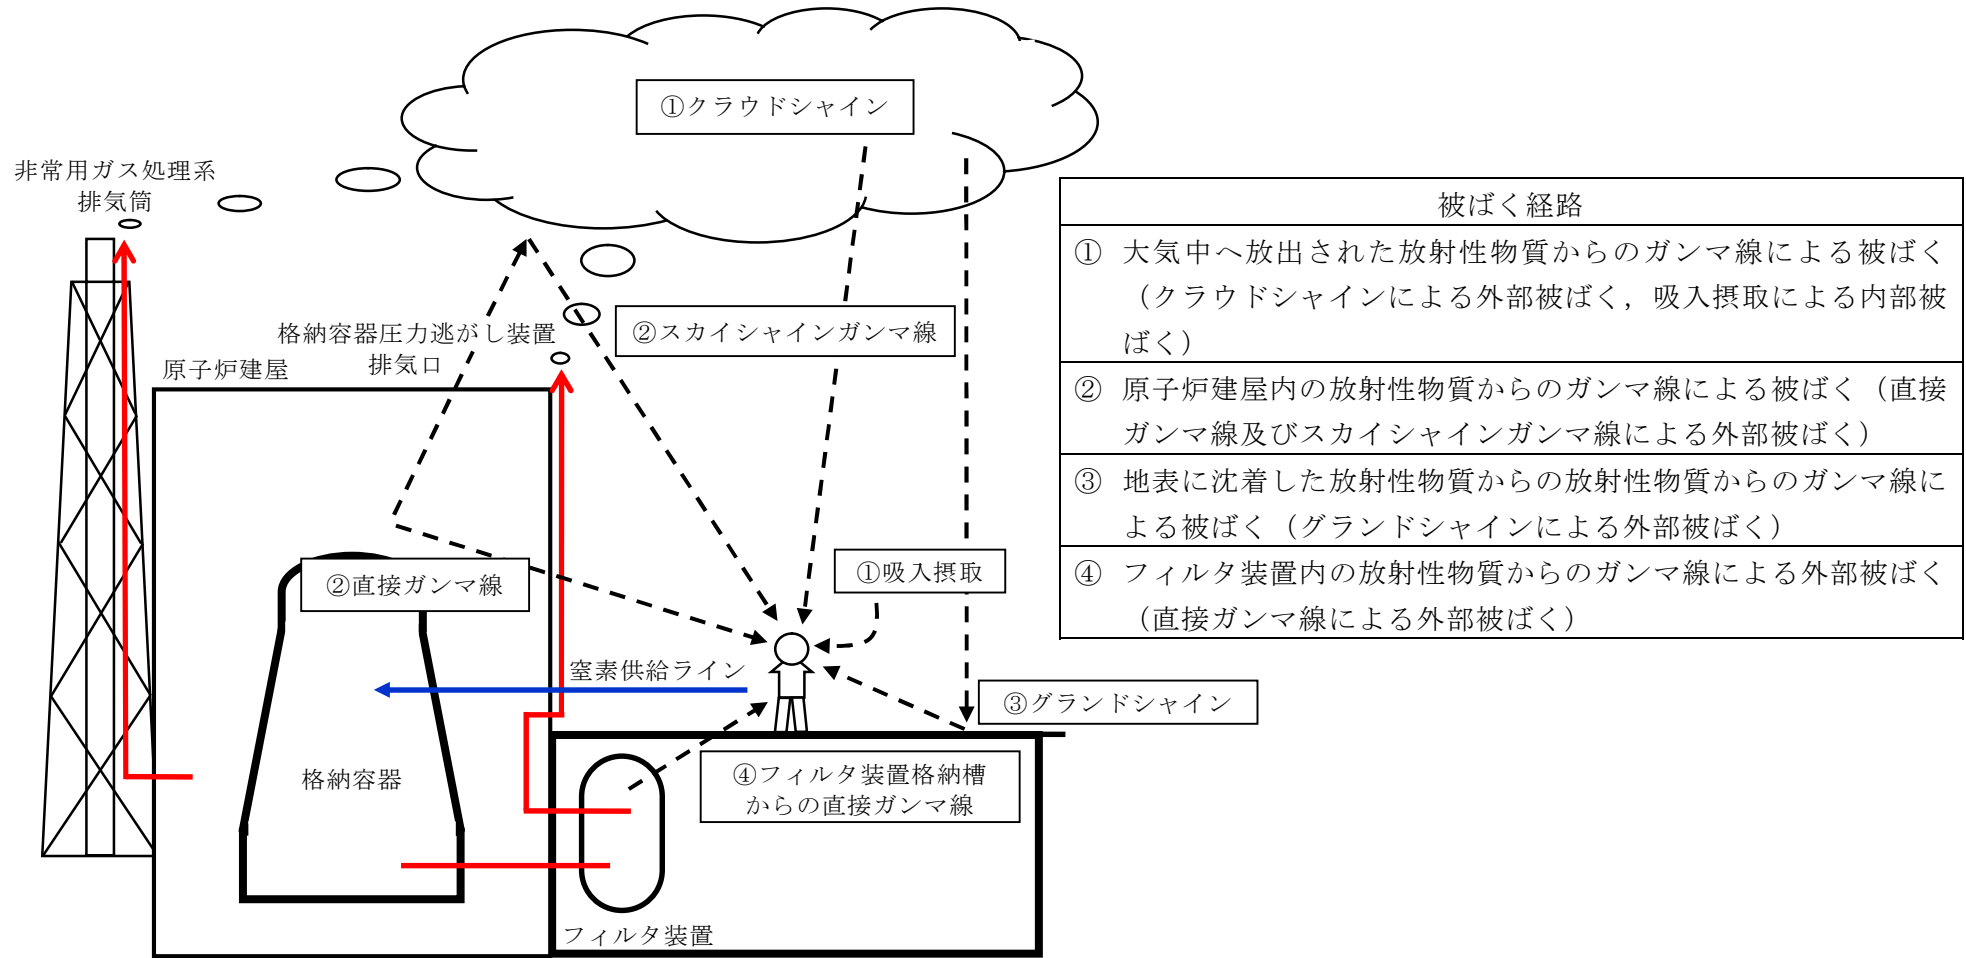 ①クラウドシャイン
非常用ガス処理系
排気筒
②スカイシャインガンマ線
格納容器圧力逃がし装置
排気口
原子炉建屋
①吸入摂取
②直接ガンマ線
窒素供給ライン
③グランドシャイン
格納容器
④フィルタ装置格納槽
からの直接ガンマ線
フィルタ装置
被ばく経路
① 大気中へ放出された放射性物質からのガンマ線による被ばく
（クラウドシャインによる外部被ばく，吸入摂取による内部被
ばく）
② 原子炉建屋内の放射性物質からのガンマ線による被ばく（直接
ガンマ線及びスカイシャインガンマ線による外部被ばく）
③ 地表に沈着した放射性物質からの放射性物質からのガンマ線に
よる被ばく（グランドシャインによる外部被ばく）
④ フィルタ装置内の放射性物質からのガンマ線による外部被ばく
（直接ガンマ線による外部被ばく）